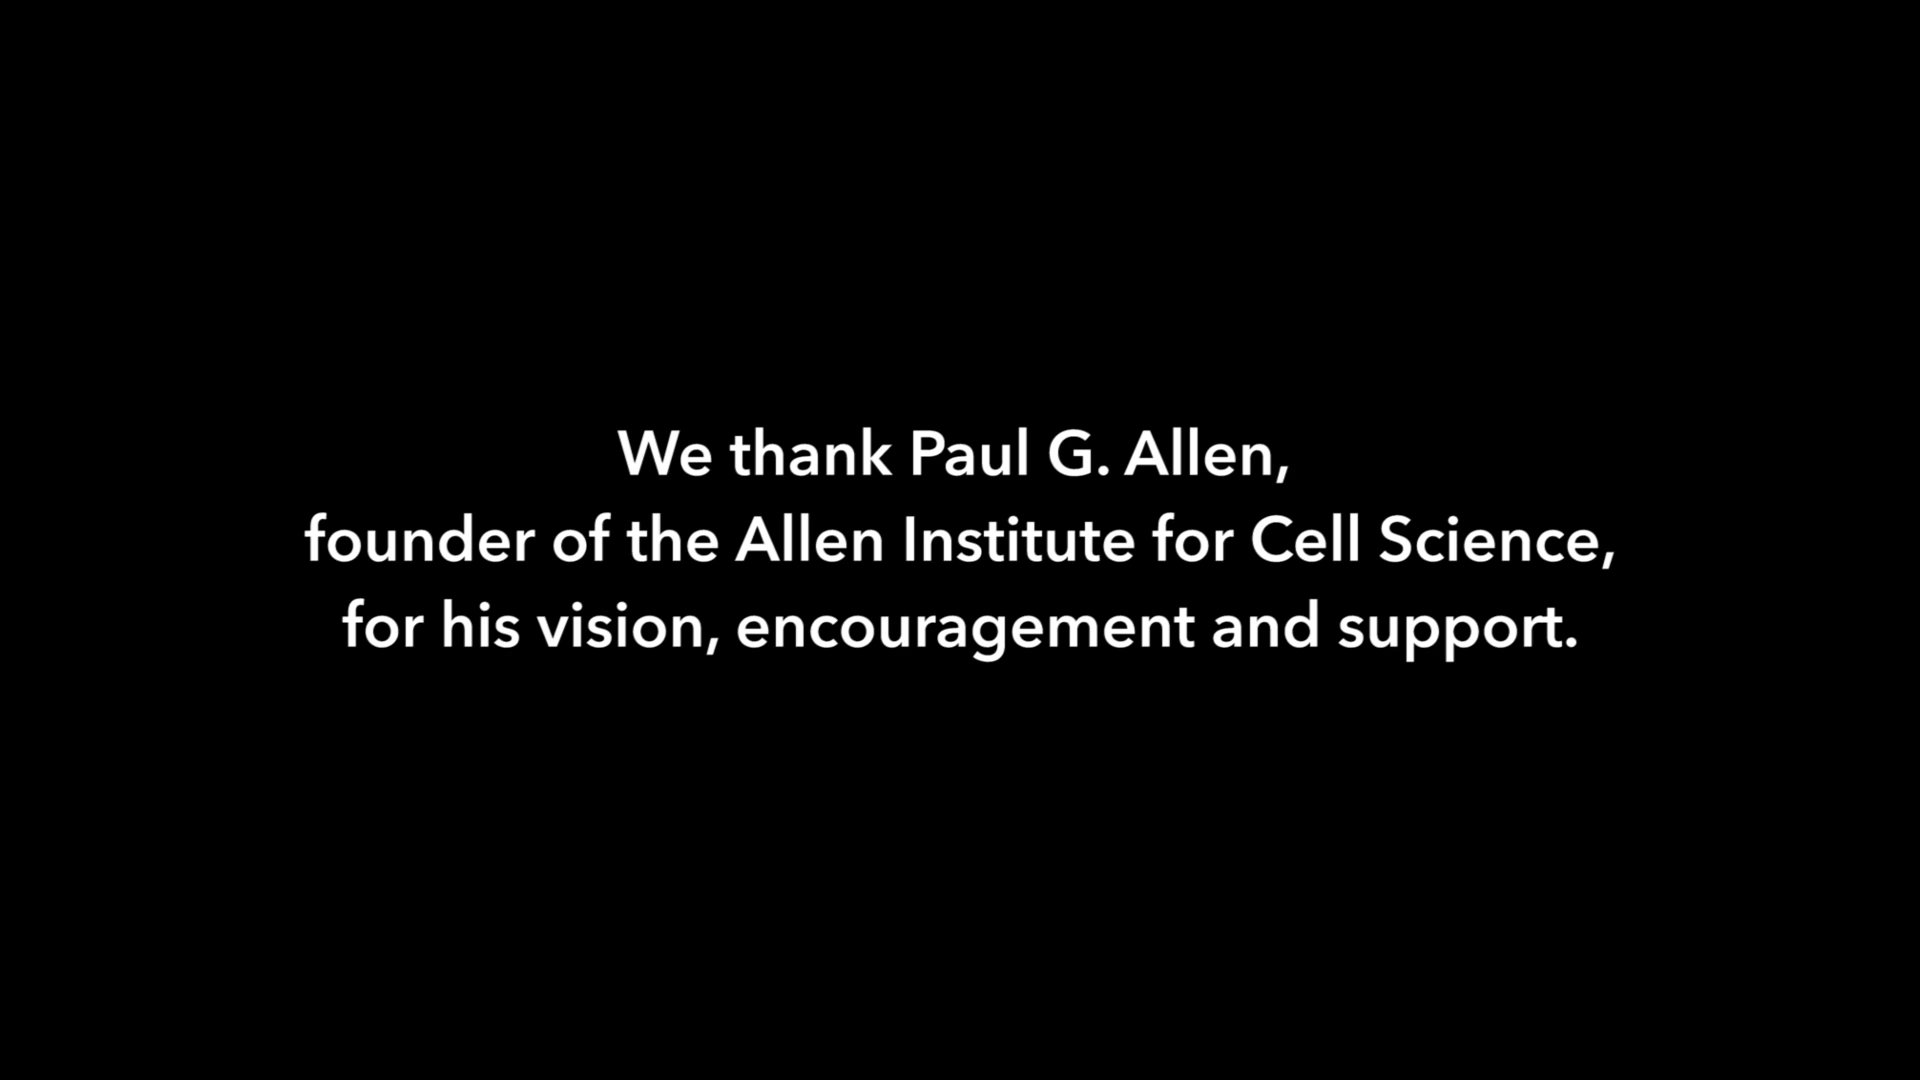 We thank Paul G. Allen,
founder of the Allen Institute for Cell Science,
for his vision, encouragement and support.